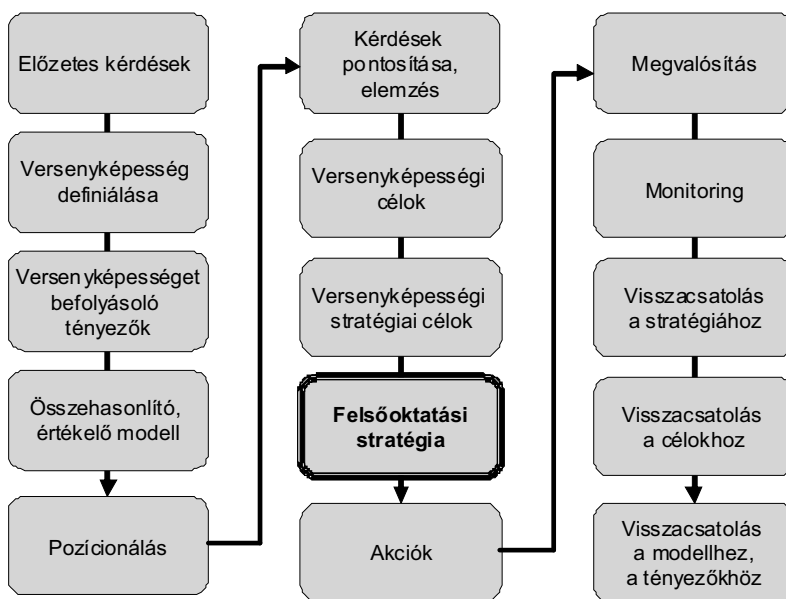 Előzetes kérdések
Versenyképesség
definiálása
Versenyképességet
befolyásoló
tényezők
Összehasonlító,
értékelő modell
Pozícionálás
Kérdések
pontosítása,
elemzés
Versenyképességi
célok
Versenyképességi
stratégiai célok
Felsőoktatási
stratégia
Akciók
Megvalósítás
Monitoring
Visszacsatolás
a stratégiához
Visszacsatolás
a célokhoz
Visszacsatolás
a modellhez,
a tényezőkhöz